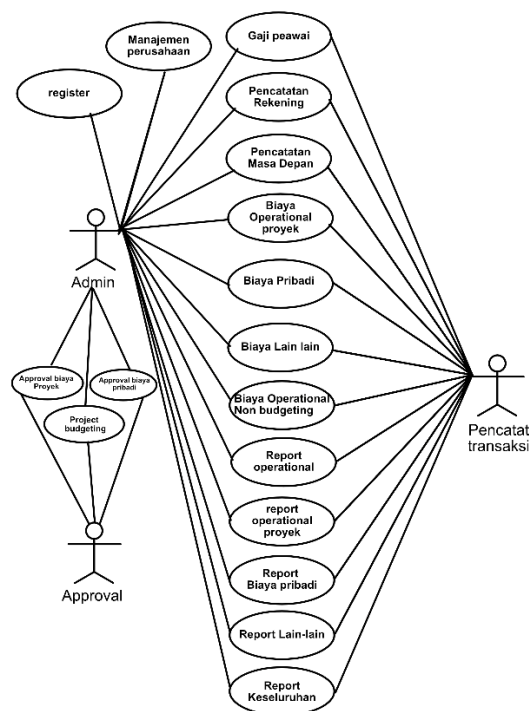 Manajemen
perusahaan
register
Gaji peawai
Pencatatan
Rekening
Pencatatan
Masa Depan
Biaya
Operational
proyek
Biaya Pribadi
Biaya Lain lain
Biaya Operational
Non budgeting
Report
operational
report
operational
proyek
Report
Biaya pribadi
Report Lain-lain
Report
Keseluruhan
Admin
Approval biaya
Proyek
Approval biaya
pribadi
Project
budgeting
Approval
Pencatat
transaksi